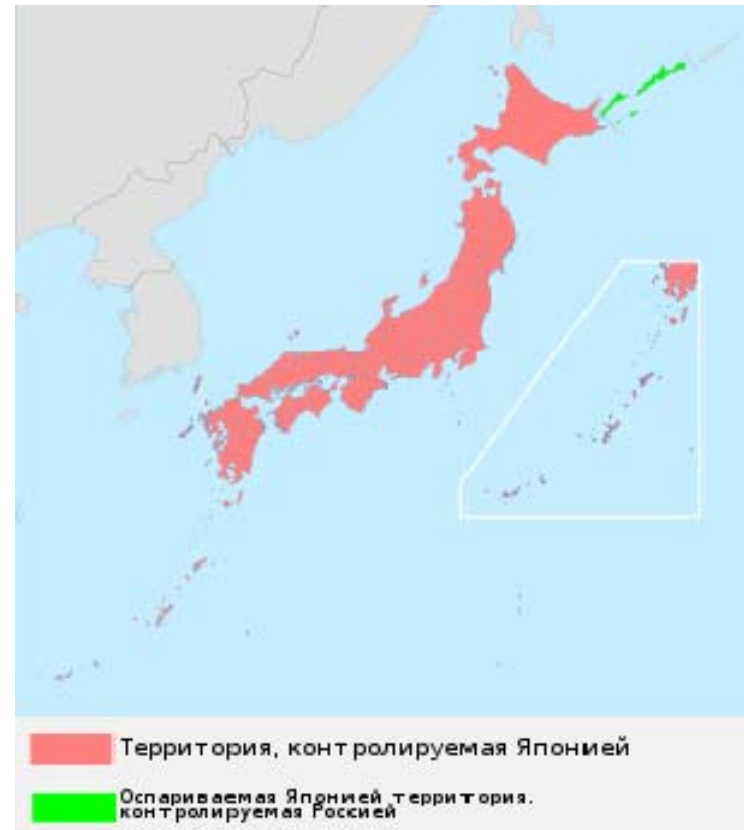 Территория, контролируемая Японией
Оспариваемая Японией территория.
контролируемая Россией